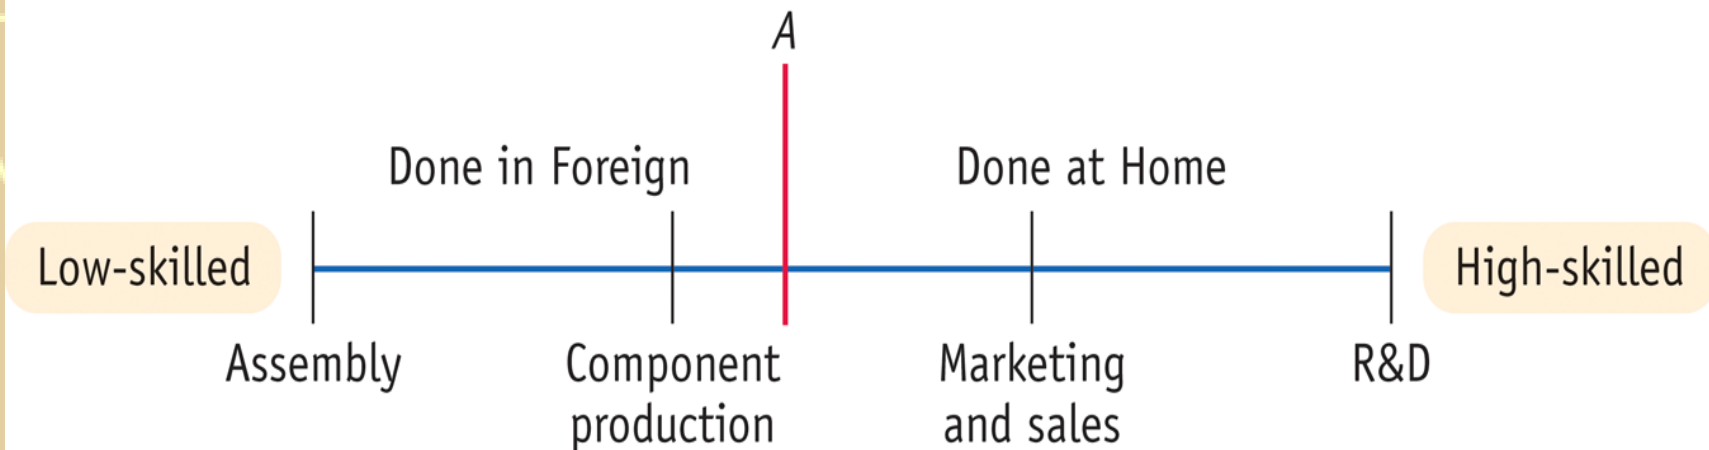 A
Done in Foreign
Done at Home
Low-skilled
High-skilled
Assembly
Component
production
Marketing
and sales
R&D